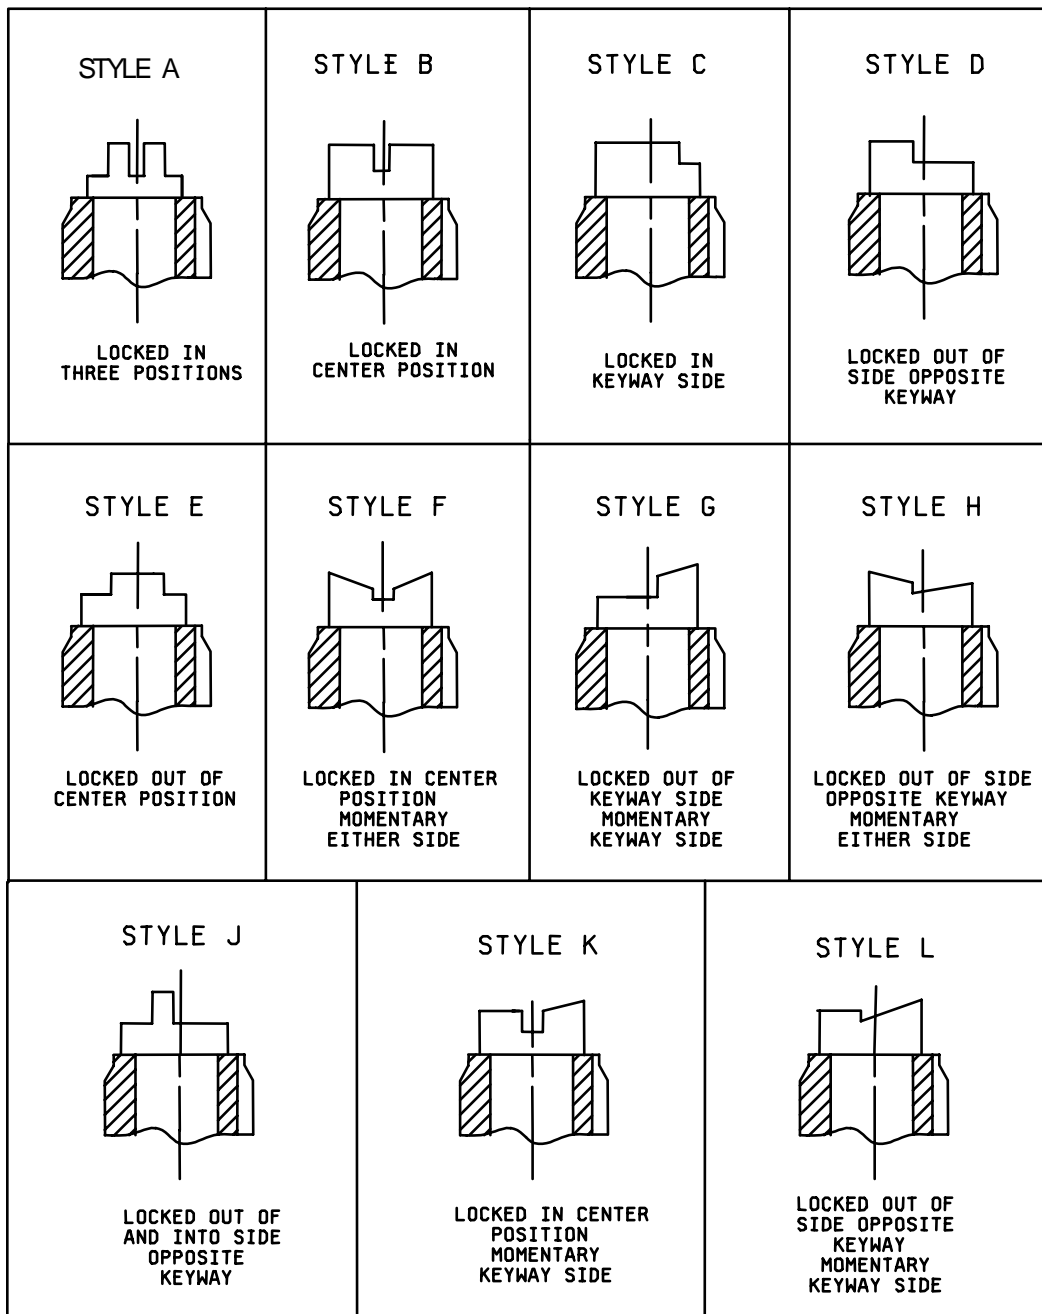 STYLE A
LOCKED IN
THREE POSITIONS
STYLE B
LOCKED IN
CENTER POSITION
STYLE C
LOCKED IN
KEYWAY SIDE
STYLE D
LOCKED OUT OF
SIDE OPPOSITE
KEYWAY
STYLE E
LOCKED OUT OF
CENTER POSITION
STYLE F
LOCKED IN CENTER
POSITION
MOMENTARY
EITHER SIDE
STYLE G
LOCKED OUT OF
KEYWAY SIDE
MOMENTARY
KEYWAY SIDE
STYLE H
LOCKED OUT OF SIDE
OPPOSITE KEYWAY
MOMENTARY
EITHER SIDE
STYLE J
LOCKED OUT OF
AND INTO SIDE
OPPOSITE
KEYWAY
STYLE K
LOCKED IN CENTER
POSITION
MOMENTARY
KEYWAY SIDE
STYLE L
LOCKED OUT OF
SIDE OPPOSITE
KEYWAY
MOMENTARY
KEYWAY SIDE